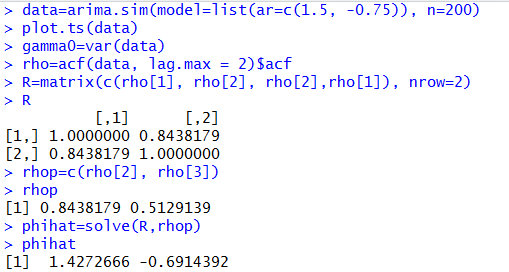 > data=arima.sim(model=list(ar=c(1.5, -0.75)), n=200)
> plot.ts(data)
> gamma0=var(data)
> rho=acf(data, lag.max = 2)$acf
> R=matrix(c(rho[1], rho[2], rho[2],rho[1]), nrow=2)
> R
          [,1]      [,2]
[1,] 1.0000000 0.8438179
[2,] 0.8438179 1.0000000
> rhop=c(rho[2], rho[3])
> rhop
[1] 0.8438179 0.5129139
> phihat=solve(R,rhop)
> phihat
[1]  1.4272666 -0.6914392